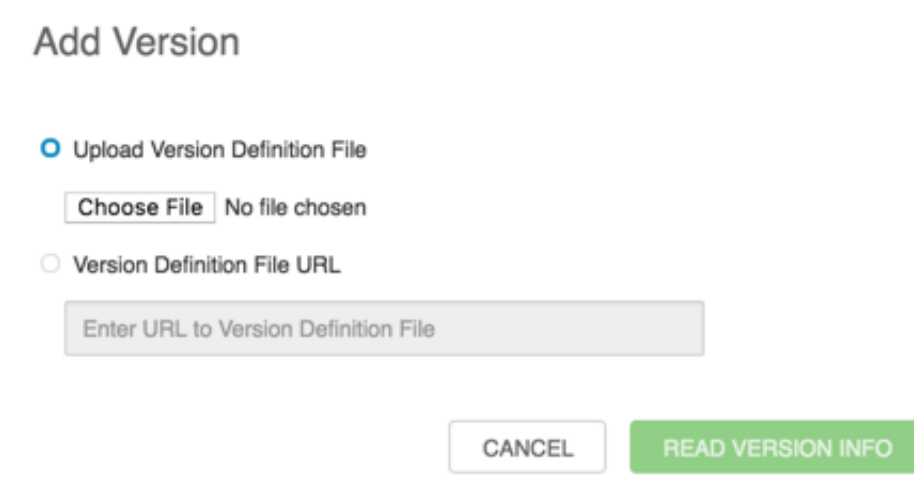 Add Version
Upload Version Definition File
Choose File No file chosen
Version Definition File URL
Enter URL to Version Definition File
CANCEL READ VERSION INFO